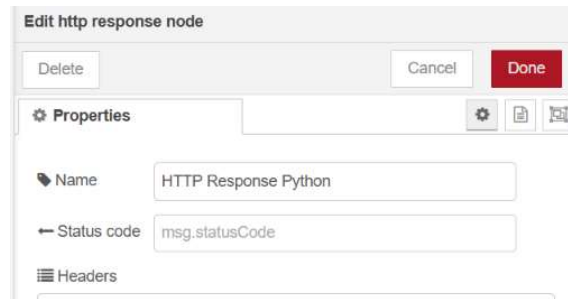 Edit http response node
Delete Cancel Done
Properties
Name HTTP Response Python
Status code msg.statusCode
Headers